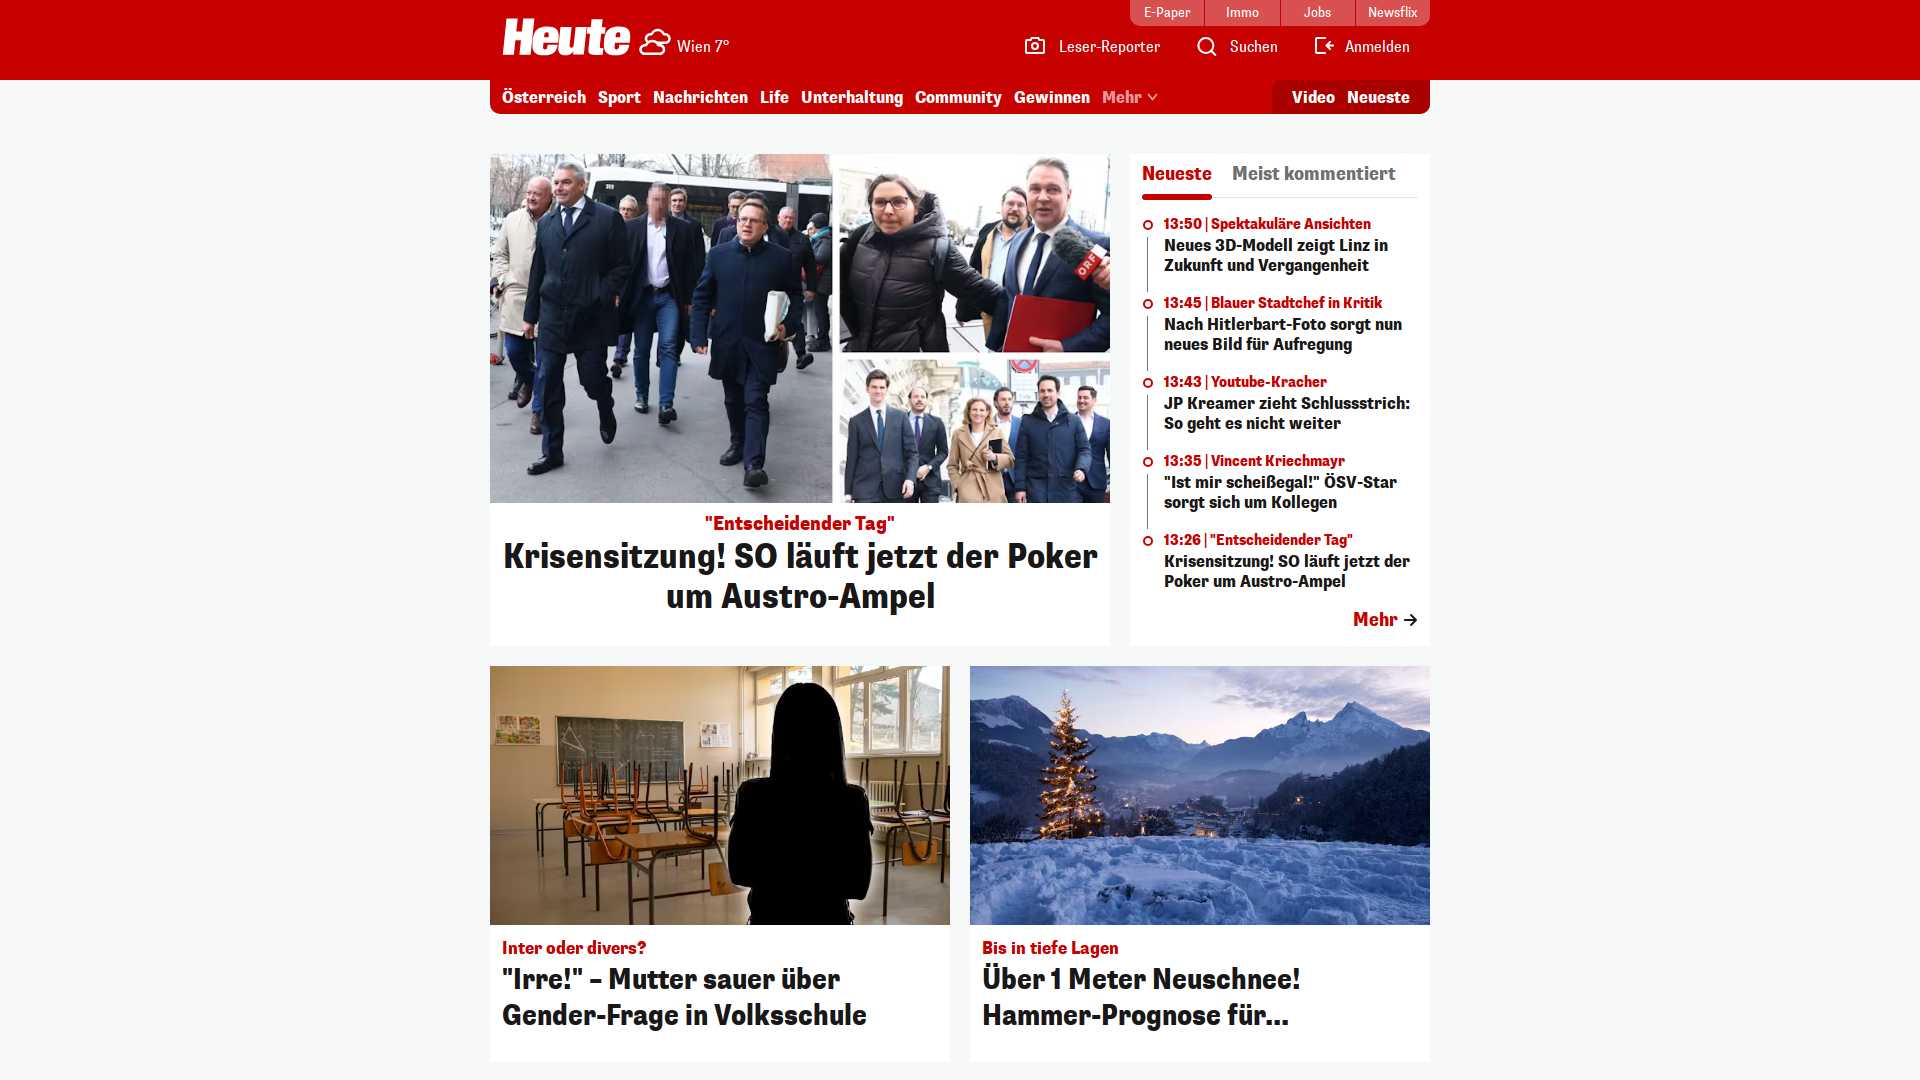 E-Paper
Immo
Jobs
Newsflix
Heute
Wien 7°
Leser-Reporter
Suchen
Anmelden
Österreich
Sport
Nachrichten
Life
Unterhaltung
Community
Gewinnen
Mehr
Video
Neueste
ORF
"Entscheidender Tag"
Krisensitzung! SO läuft jetzt der Poker
um Austro-Ampel
Neueste
Meist kommentiert
13:50 | Spektakuläre Ansichten
Neues 3D-Modell zeigt Linz in
Zukunft und Vergangenheit
13:45 | Blauer Stadtchef in Kritik
Nach Hitlerbart-Foto sorgt nun
neues Bild für Aufregung
13:43 | Youtube-Kracher
JP Kreamer zieht Schlussstrich:
So geht es nicht weiter
13:35 | Vincent Kriechmayr
"Ist mir scheißegal!" ÖSV-Star
sorgt sich um Kollegen
13:26 | "Entscheidender Tag"
Krisensitzung! SO läuft jetzt der
Poker um Austro-Ampel
Mehr
Inter oder divers?
"Irre!" – Mutter sauer über
Gender-Frage in Volksschule
Bis in tiefe Lagen
Über 1 Meter Neuschnee!
Hammer-Prognose für...